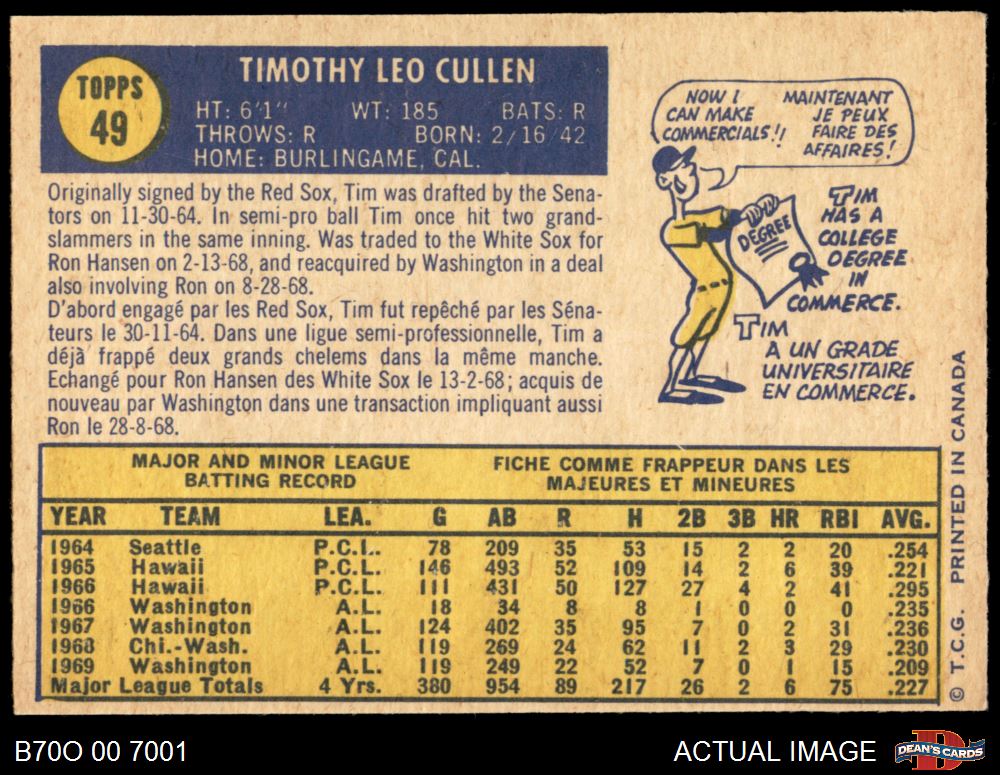 TOPPS
49
TIMOTHY LEO CULLEN
HT: 6'1" WT: 185 BATS: R
THROWS: R BORN: 2/16/42
HOME: BURLINGAME, CAL.
Originally signed by the Red Sox, Tim was drafted by the Sena-
tors on 11-30-64. In semi-pro ball Tim once hit two grand-
slammers in the same inning. Was traded to the White Sox for
Ron Hansen on 2-13-68, and reacquired by Washington in a deal
also involving Ron on 8-28-68.
D'abord engagé par les Red Sox, Tim fut repêché par les Séna-
teurs le 30-11-64. Dans une ligue semi-professionnelle, Tim a
déjà frappé deux grands chelems dans la même manche.
Echangé pour Ron Hansen des White Sox le 13-2-68; acquis de
nouveau par Washington dans une transaction impliquant aussi
Ron le 28-8-68.
NOW I
CAN MAKE
COMMERCIALS!!
MAINTENANT
JE PEUX
FAIRE DES
AFFAIRES!
DEGREE
TIM
HAS A
COLLEGE
DEGREE
IN
COMMERCE.
TIM
A UN GRADE
UNIVERSITAIRE
EN COMMERCE.
MAJOR AND MINOR LEAGUE
BATTING RECORD
FICHE COMME FRAPPEUR DANS LES
MAJEURES ET MINEURES
YEAR TEAM LEA. G AB R H 2B 3B HR RBI AVG.
1964 Seattle P.C.L. 78 209 35 53 15 2 2 20 .254
1965 Hawaii P.C.L. 146 493 52 109 14 2 6 39 .221
1966 Hawaii P.C.L. 111 431 50 127 27 4 2 41 .295
1966 Washington A.L. 18 34 8 8 1 0 0 0 .235
1967 Washington A.L. 124 402 35 95 7 0 2 31 .236
1968 Chi.-Wash. A.L. 119 269 24 62 11 2 3 29 .230
1969 Washington A.L. 119 249 22 52 7 0 1 15 .209
Major League Totals 4 Yrs. 380 954 89 217 26 2 6 75 .227
© T.C.G. PRINTED IN CANADA
B70O 00 7001
ACTUAL IMAGE
DEAN'S CARDS